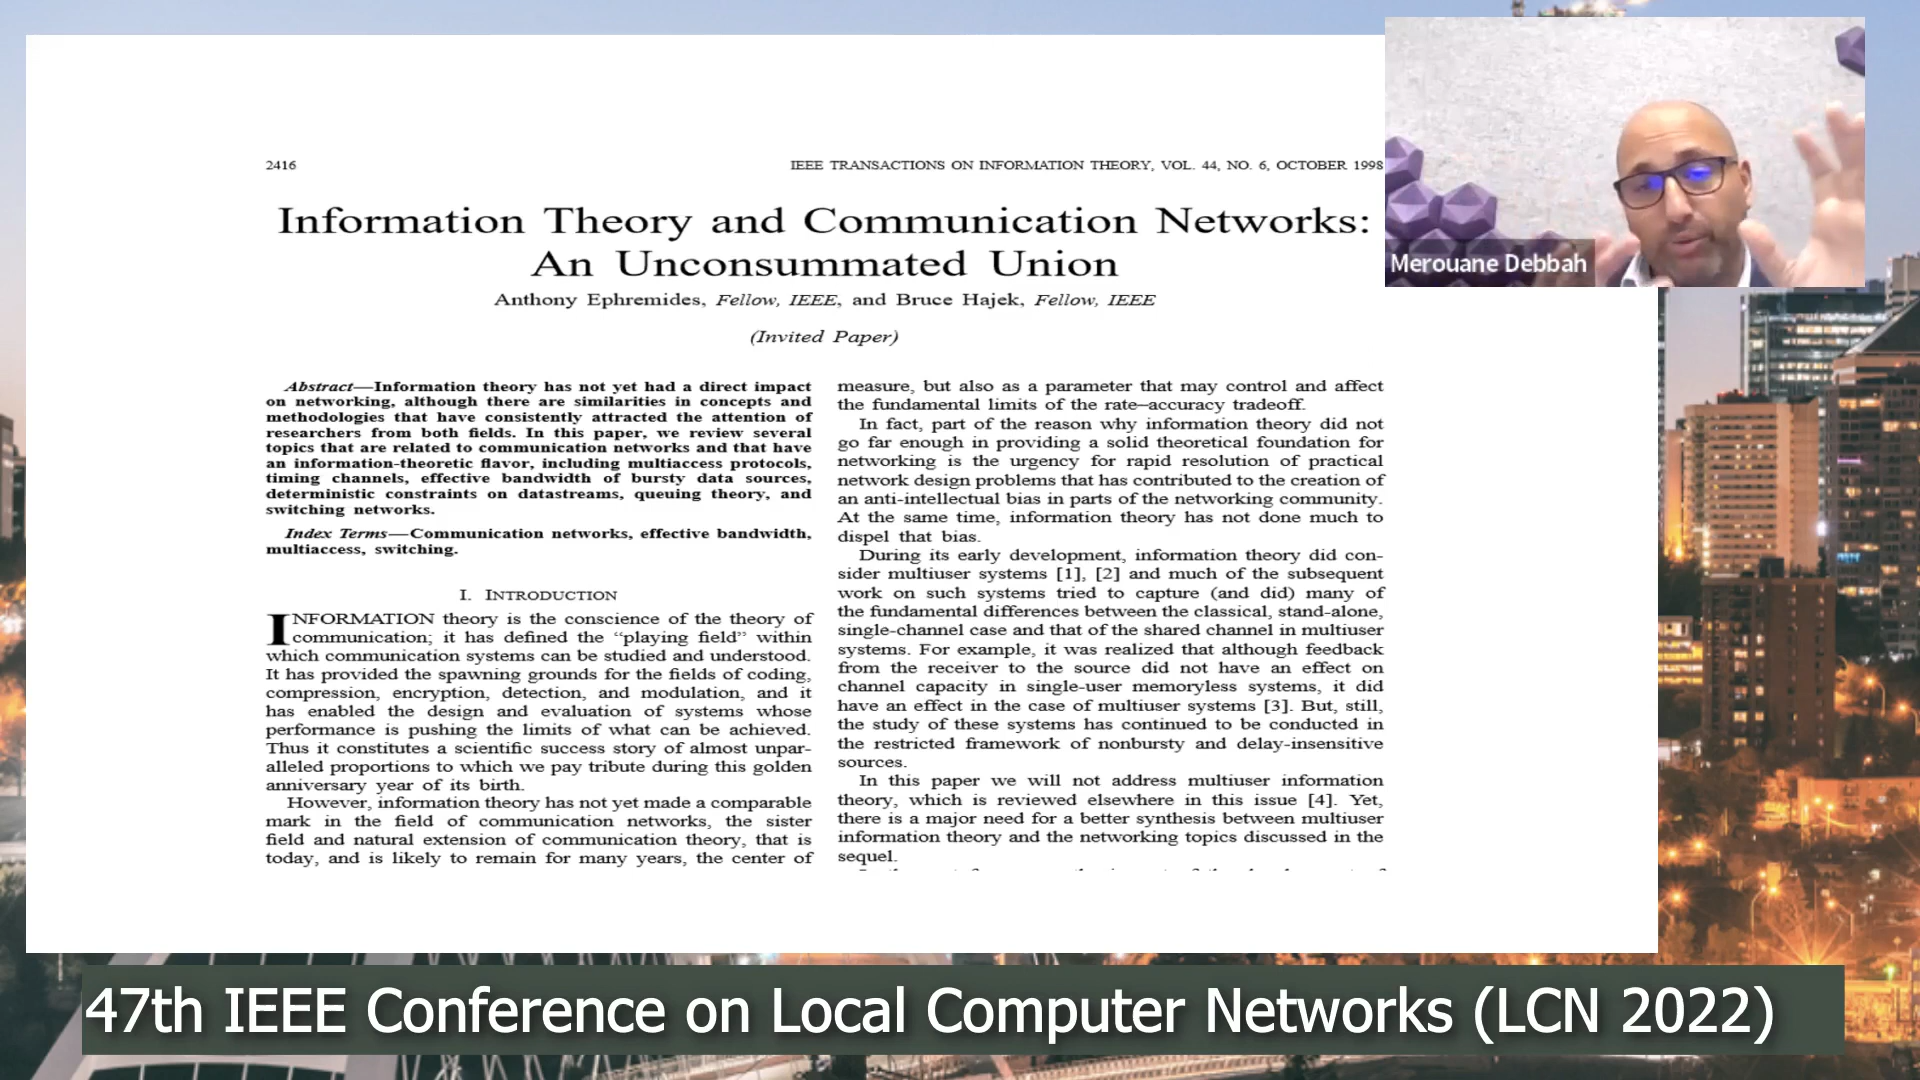 2416
IEEE TRANSACTIONS ON INFORMATION THEORY, VOL. 44, NO. 6, OCTOBER 1998
Information Theory and Communication Networks:
An Unconsummated Union
Anthony Ephremides, Fellow, IEEE, and Bruce Hajek, Fellow, IEEE
(Invited Paper)
Abstract—Information theory has not yet had a direct impact
on networking, although there are similarities in concepts and
methodologies that have consistently attracted the attention of
researchers from both fields. In this paper, we review several
topics that are related to communication networks and that have
an information-theoretic flavor, including multiaccess protocols,
timing channels, effective bandwidth of bursty data sources,
deterministic constraints on datastreams, queuing theory, and
switching networks.
Index Terms—Communication networks, effective bandwidth,
multiaccess, switching.
I. INTRODUCTION
INFORMATION theory is the conscience of the theory of
communication; it has defined the “playing field” within
which communication systems can be studied and understood.
It has provided the spawning grounds for the fields of coding,
compression, encryption, detection, and modulation, and it
has enabled the design and evaluation of systems whose
performance is pushing the limits of what can be achieved.
Thus it constitutes a scientific success story of almost unpar-
alleled proportions to which we pay tribute during this golden
anniversary year of its birth.
However, information theory has not yet made a comparable
mark in the field of communication networks, the sister
field and natural extension of communication theory, that is
today, and is likely to remain for many years, the center of
measure, but also as a parameter that may control and affect
the fundamental limits of the rate–accuracy tradeoff.
In fact, part of the reason why information theory did not
go far enough in providing a solid theoretical foundation for
networking is the urgency for rapid resolution of practical
network design problems that has contributed to the creation of
an anti-intellectual bias in parts of the networking community.
At the same time, information theory has not done much to
dispel that bias.
During its early development, information theory did con-
sider multiuser systems [1], [2] and much of the subsequent
work on such systems tried to capture (and did) many of
the fundamental differences between the classical, stand-alone,
single-channel case and that of the shared channel in multiuser
systems. For example, it was realized that although feedback
from the receiver to the source did not have an effect on
channel capacity in single-user memoryless systems, it did
have an effect in the case of multiuser systems [3]. But, still,
the study of these systems has continued to be conducted in
the restricted framework of nonbursty and delay-insensitive
sources.
In this paper we will not address multiuser information
theory, which is reviewed elsewhere in this issue [4]. Yet,
there is a major need for a better synthesis between multiuser
information theory and the networking topics discussed in the
sequel.
Merouane Debbah
47th IEEE Conference on Local Computer Networks (LCN 2022)